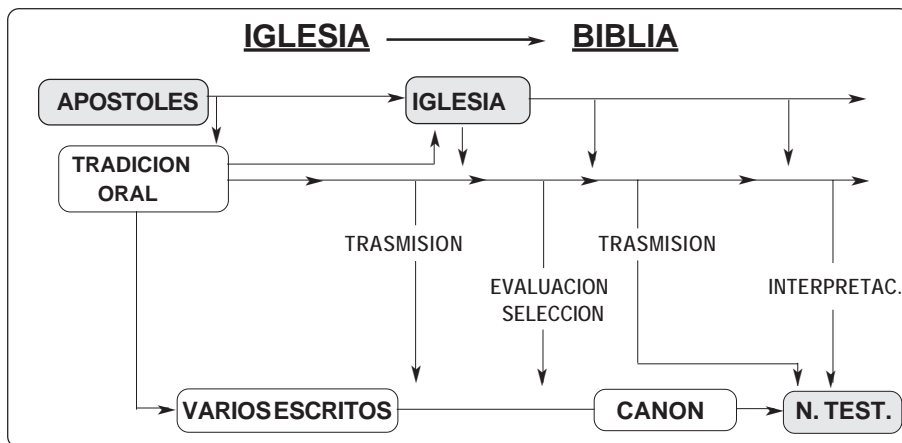 IGLESIA BIBLIA
APOSTOLES IGLESIA
TRADICION
ORAL
TRASMISION TRASMISION
EVALUACION
SELECCION
INTERPRETAC.
VARIOS ESCRITOS CANON N. TEST.